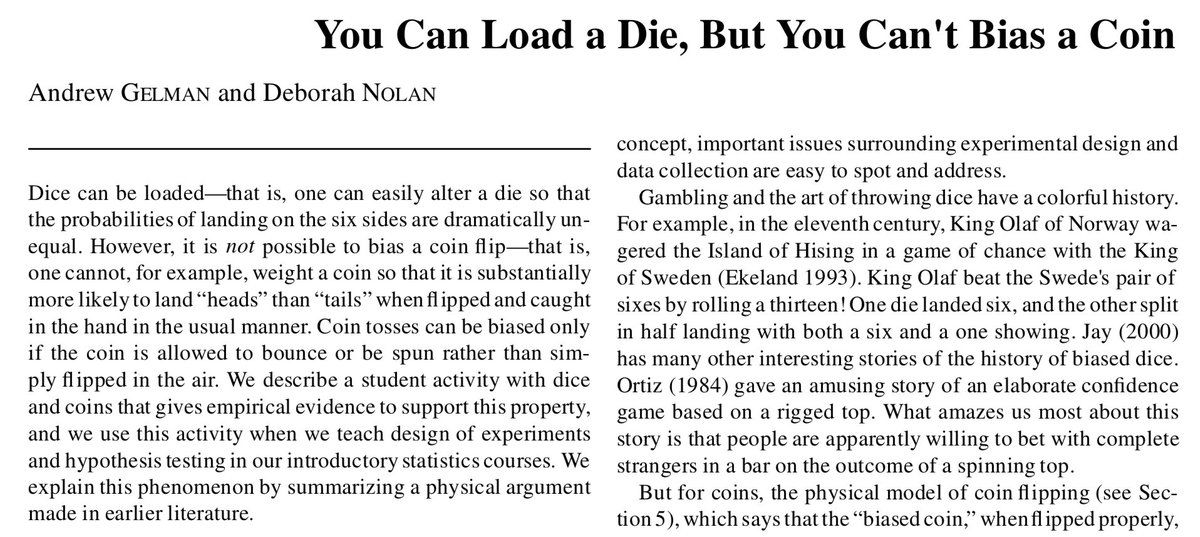 You Can Load a Die, But You Can't Bias a Coin
Andrew GELMAN and Deborah NOLAN
Dice can be loaded—that is, one can easily alter a die so that
the probabilities of landing on the six sides are dramatically un-
equal. However, it is not possible to bias a coin flip—that is,
one cannot, for example, weight a coin so that it is substantially
more likely to land “heads” than “tails” when flipped and caught
in the hand in the usual manner. Coin tosses can be biased only
if the coin is allowed to bounce or be spun rather than sim-
ply flipped in the air. We describe a student activity with dice
and coins that gives empirical evidence to support this property,
and we use this activity when we teach design of experiments
and hypothesis testing in our introductory statistics courses. We
explain this phenomenon by summarizing a physical argument
made in earlier literature.
concept, important issues surrounding experimental design and
data collection are easy to spot and address.
Gambling and the art of throwing dice have a colorful history.
For example, in the eleventh century, King Olaf of Norway wa-
gered the Island of Hising in a game of chance with the King
of Sweden (Ekeland 1993). King Olaf beat the Swede's pair of
sixes by rolling a thirteen! One die landed six, and the other split
in half landing with both a six and a one showing. Jay (2000)
has many other interesting stories of the history of biased dice.
Ortiz (1984) gave an amusing story of an elaborate confidence
game based on a rigged top. What amazes us most about this
story is that people are apparently willing to bet with complete
strangers in a bar on the outcome of a spinning top.
But for coins, the physical model of coin flipping (see Sec-
tion 5), which says that the “biased coin,” when flipped properly,